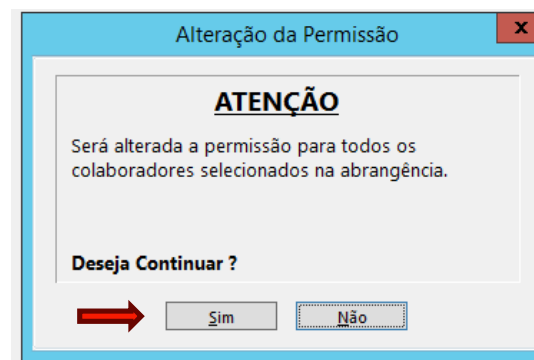 Alteração da Permissão
x
ATENÇÃO
Será alterada a permissão para todos os
colaboradores selecionados na abrangência.
Deseja Continuar ?
Sim
Não